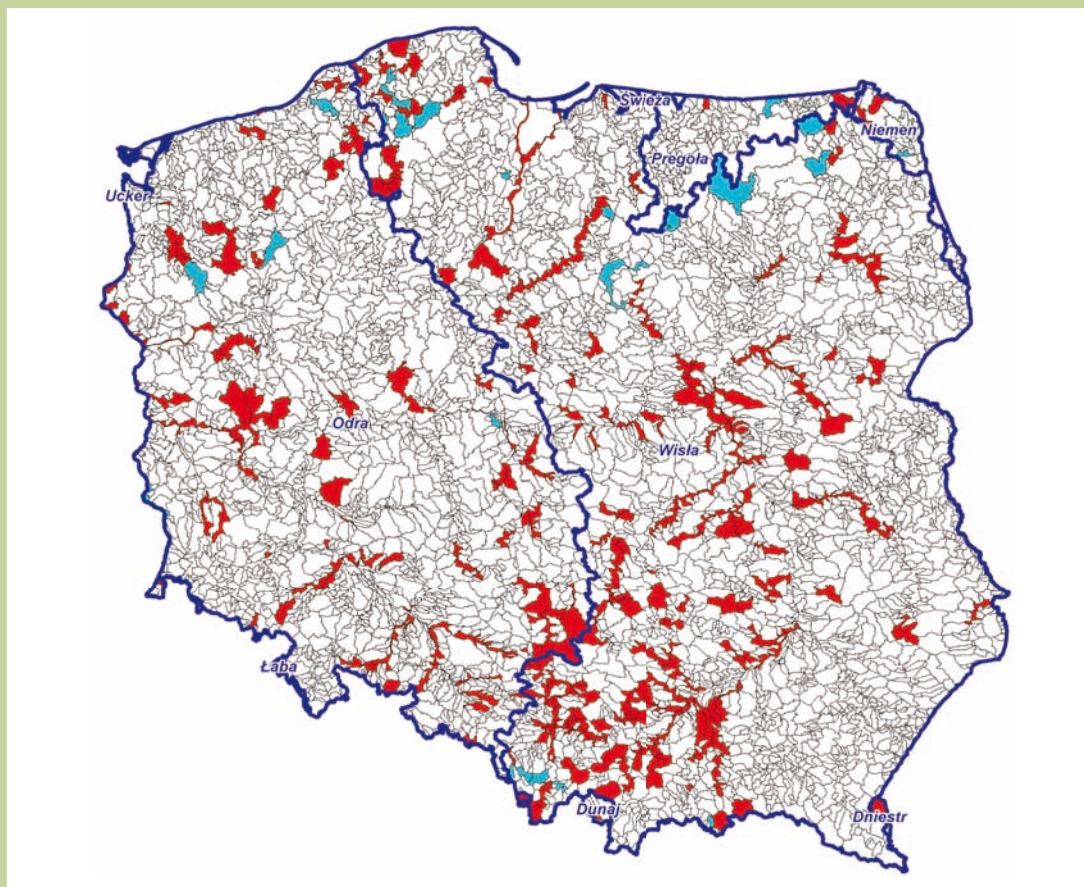 Świeża
Niemen
Pregoła
Ucker
Odra
Wisła
Łaba
Dunaj
Dniestr